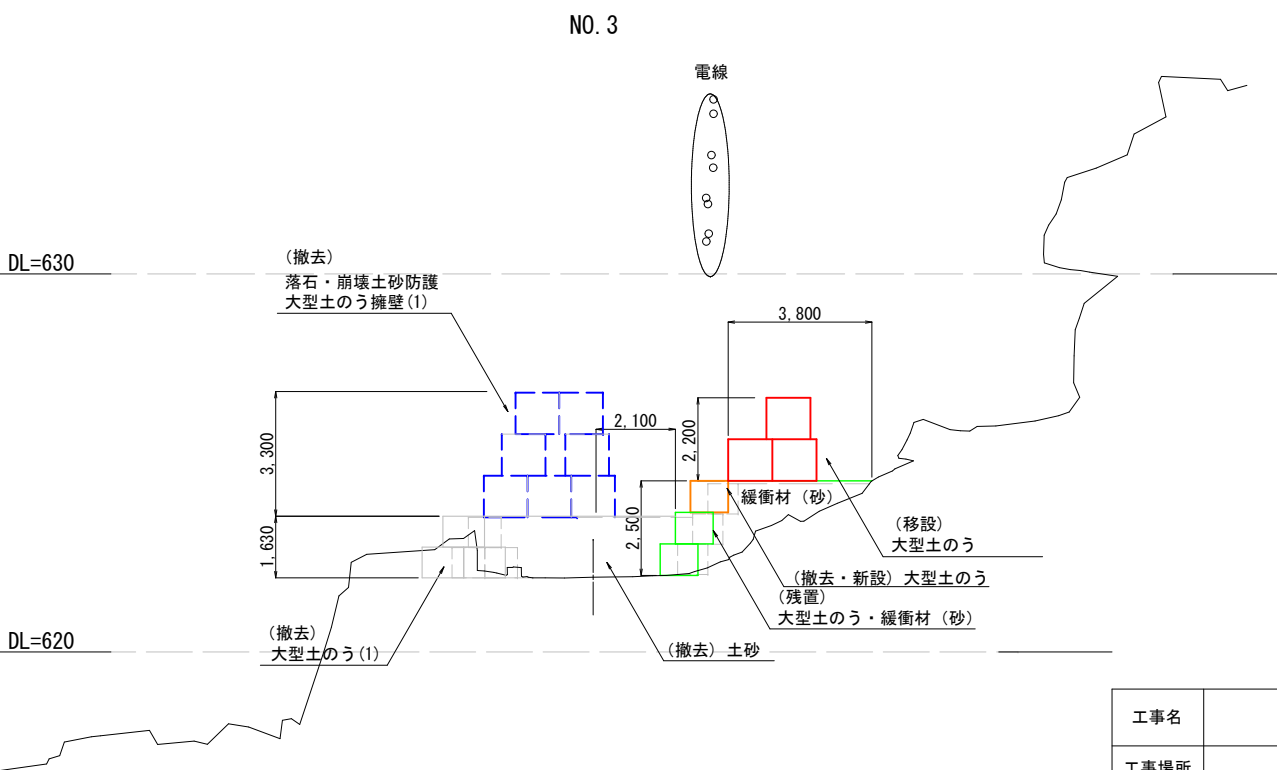 NO.3
電線
DL=630
(撤去)
落石・崩壊土砂防護
大型土のう擁壁(1)
3,800
3,300
2,100
2,200
緩衝材(砂)
2,500
1,630
(移設)
大型土のう
(撤去・新設)大型土のう
(残置)
大型土のう・緩衝材(砂)
DL=620
(撤去)
大型土のう(1)
(撤去)土砂
工事名
工事場所